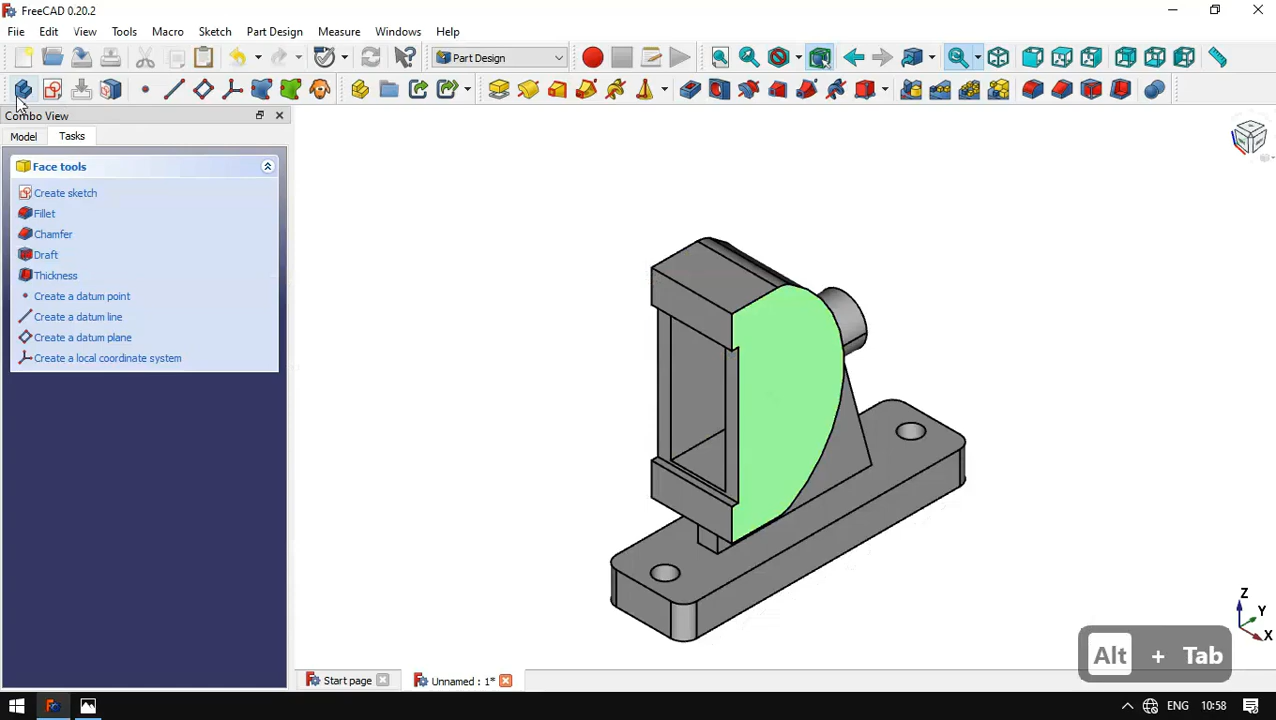 FreeCAD 0.20.2
File Edit View Tools Macro Sketch Part Design Measure Windows Help
Part Design
Combo View
Model Tasks
Face tools
Create sketch
Fillet
Chamfer
Draft
Thickness
Create a datum point
Create a datum line
Create a datum plane
Create a local coordinate system
Z
Y
X
Alt + Tab
Start page Unnamed : 1*
ENG 10:58